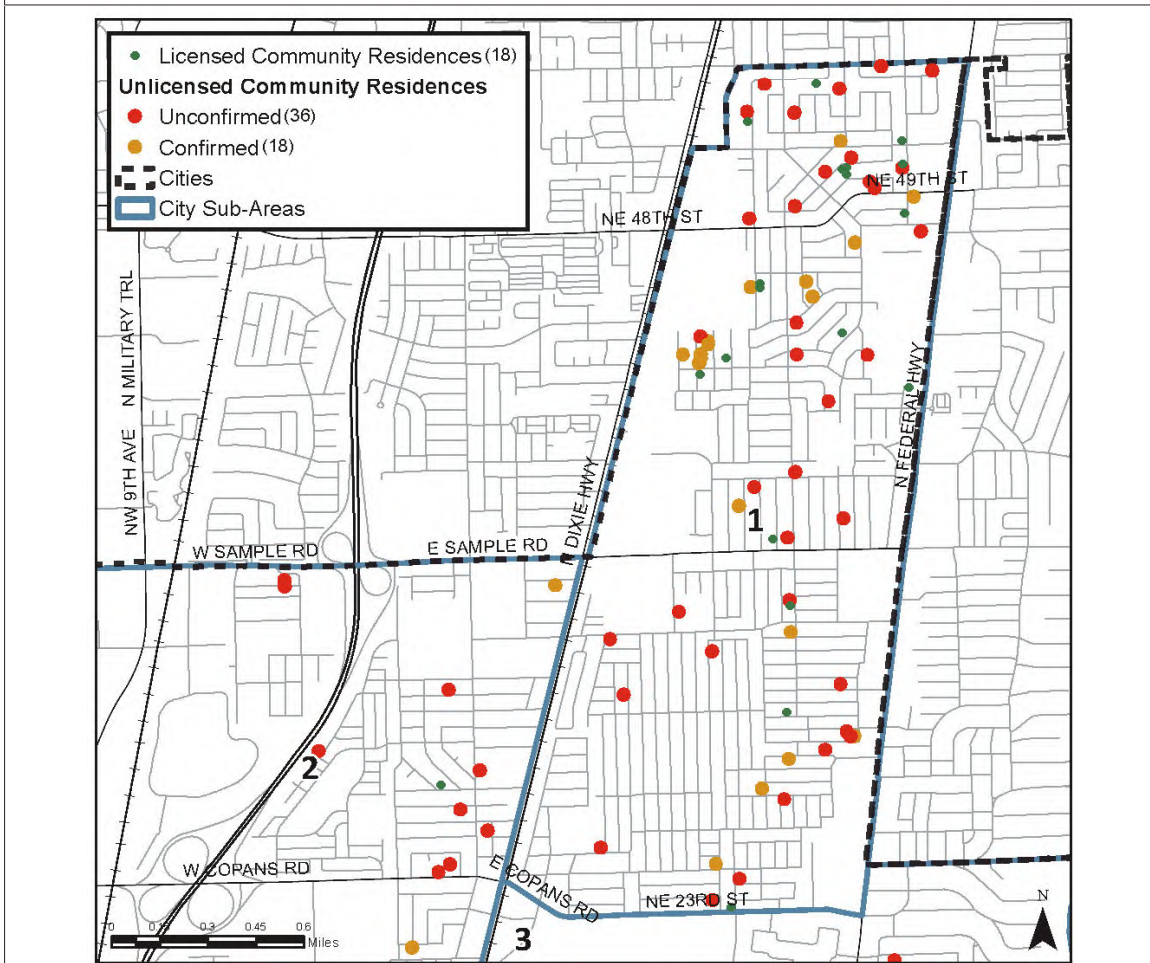 Licensed Community Residences (18)
Unlicensed Community Residences
Unconfirmed (36)
Confirmed (18)
Cities
City Sub-Areas
NE 49TH ST
NE 48TH ST
N MILITARY TRL
NW 9TH AVE
N FEDERAL HWY
N DIXIE HWY
1
W SAMPLE RD
E SAMPLE RD
2
W COPANS RD
E COPANS RD
NE 23RD ST
N
0 0.15 0.3 0.45 0.6
Miles
3